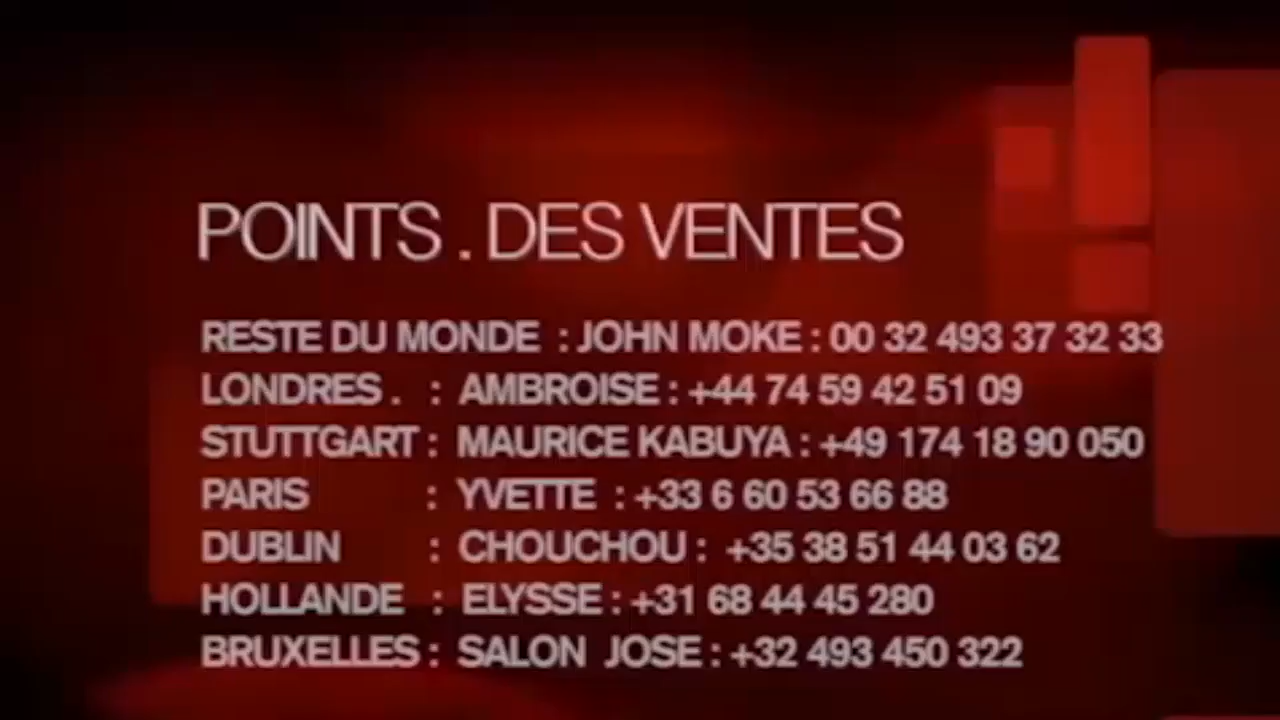 POINTS . DES VENTES
RESTE DU MONDE : JOHN MOKE : 00 32 493 37 32 33
LONDRES . : AMBROISE : +44 74 59 42 51 09
STUTTGART : MAURICE KABUYA : +49 174 18 90 050
PARIS : YVETTE : +33 6 60 53 66 88
DUBLIN : CHOUCHOU : +35 38 51 44 03 62
HOLLANDE : ELYSSE : +31 68 44 45 280
BRUXELLES : SALON JOSE : +32 493 450 322